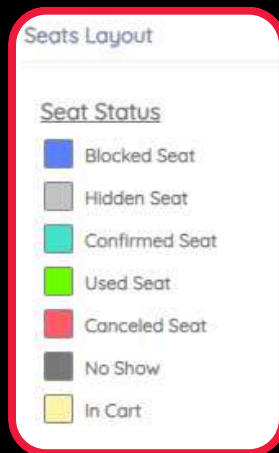 Seats Layout
Seat Status
Blocked Seat
Hidden Seat
Confirmed Seat
Used Seat
Canceled Seat
No Show
In Cart